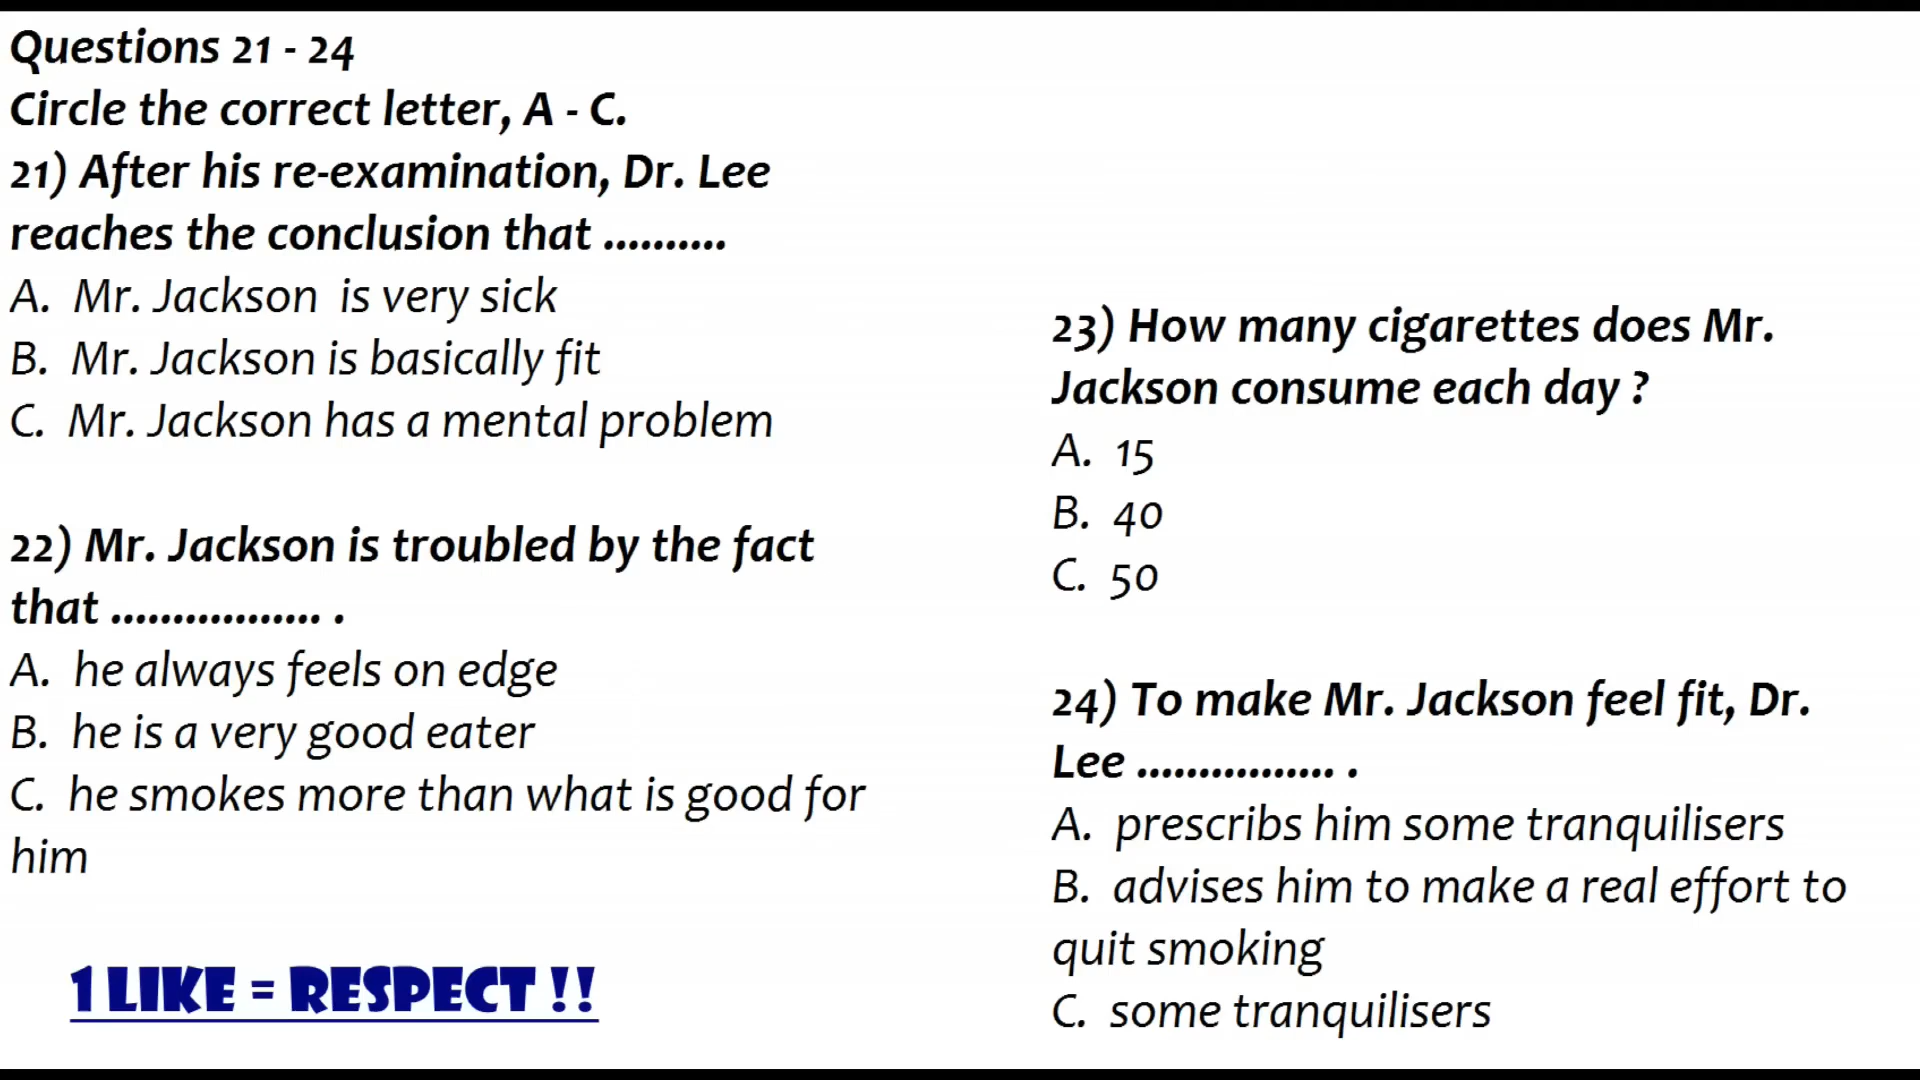 Questions 21 - 24
Circle the correct letter, A - C.
21) After his re-examination, Dr. Lee
reaches the conclusion that ..........
A. Mr. Jackson is very sick
B. Mr. Jackson is basically fit
C. Mr. Jackson has a mental problem
22) Mr. Jackson is troubled by the fact
that ................. .
A. he always feels on edge
B. he is a very good eater
C. he smokes more than what is good for
him
1 LIKE = RESPECT !!
23) How many cigarettes does Mr.
Jackson consume each day ?
A. 15
B. 40
C. 50
24) To make Mr. Jackson feel fit, Dr.
Lee ................ .
A. prescribs him some tranquilisers
B. advises him to make a real effort to
quit smoking
C. some tranquilisers